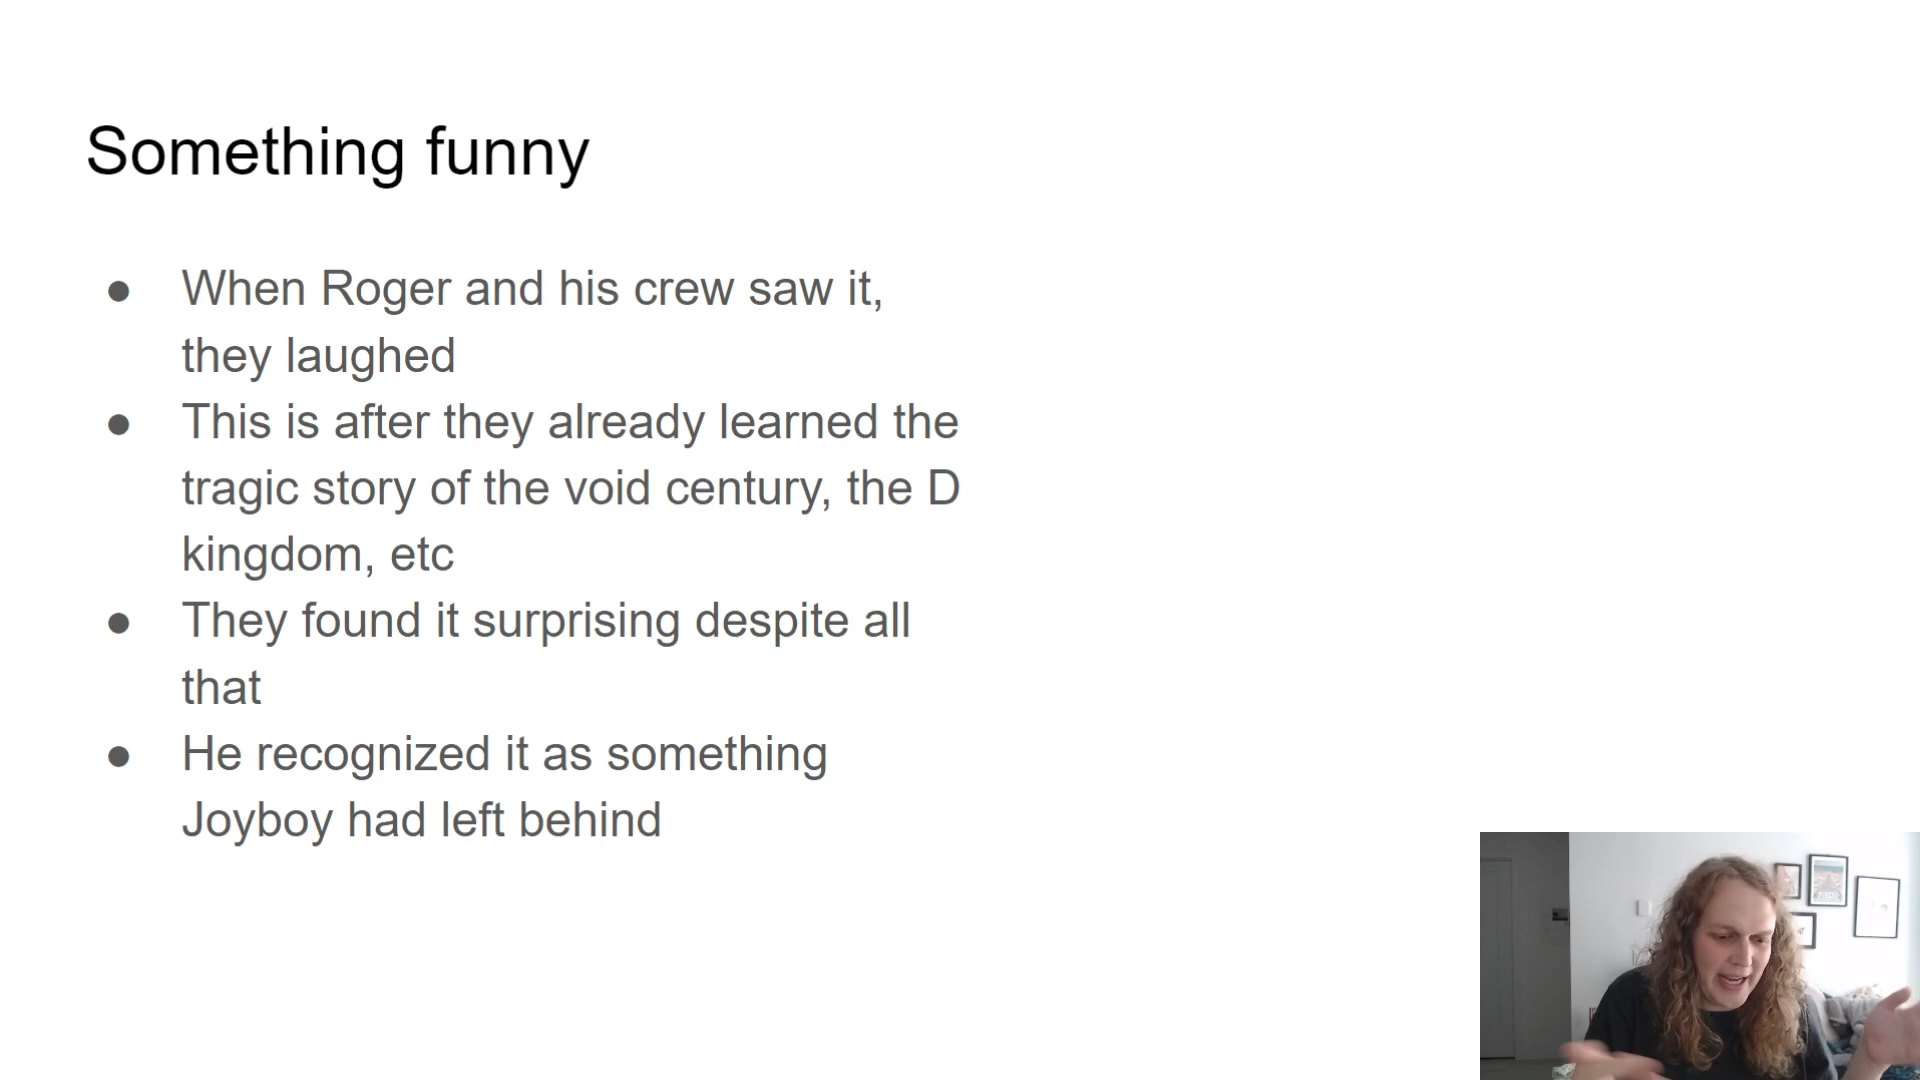 Something funny
● When Roger and his crew saw it,
they laughed
● This is after they already learned the
tragic story of the void century, the D
kingdom, etc
● They found it surprising despite all
that
● He recognized it as something
Joyboy had left behind